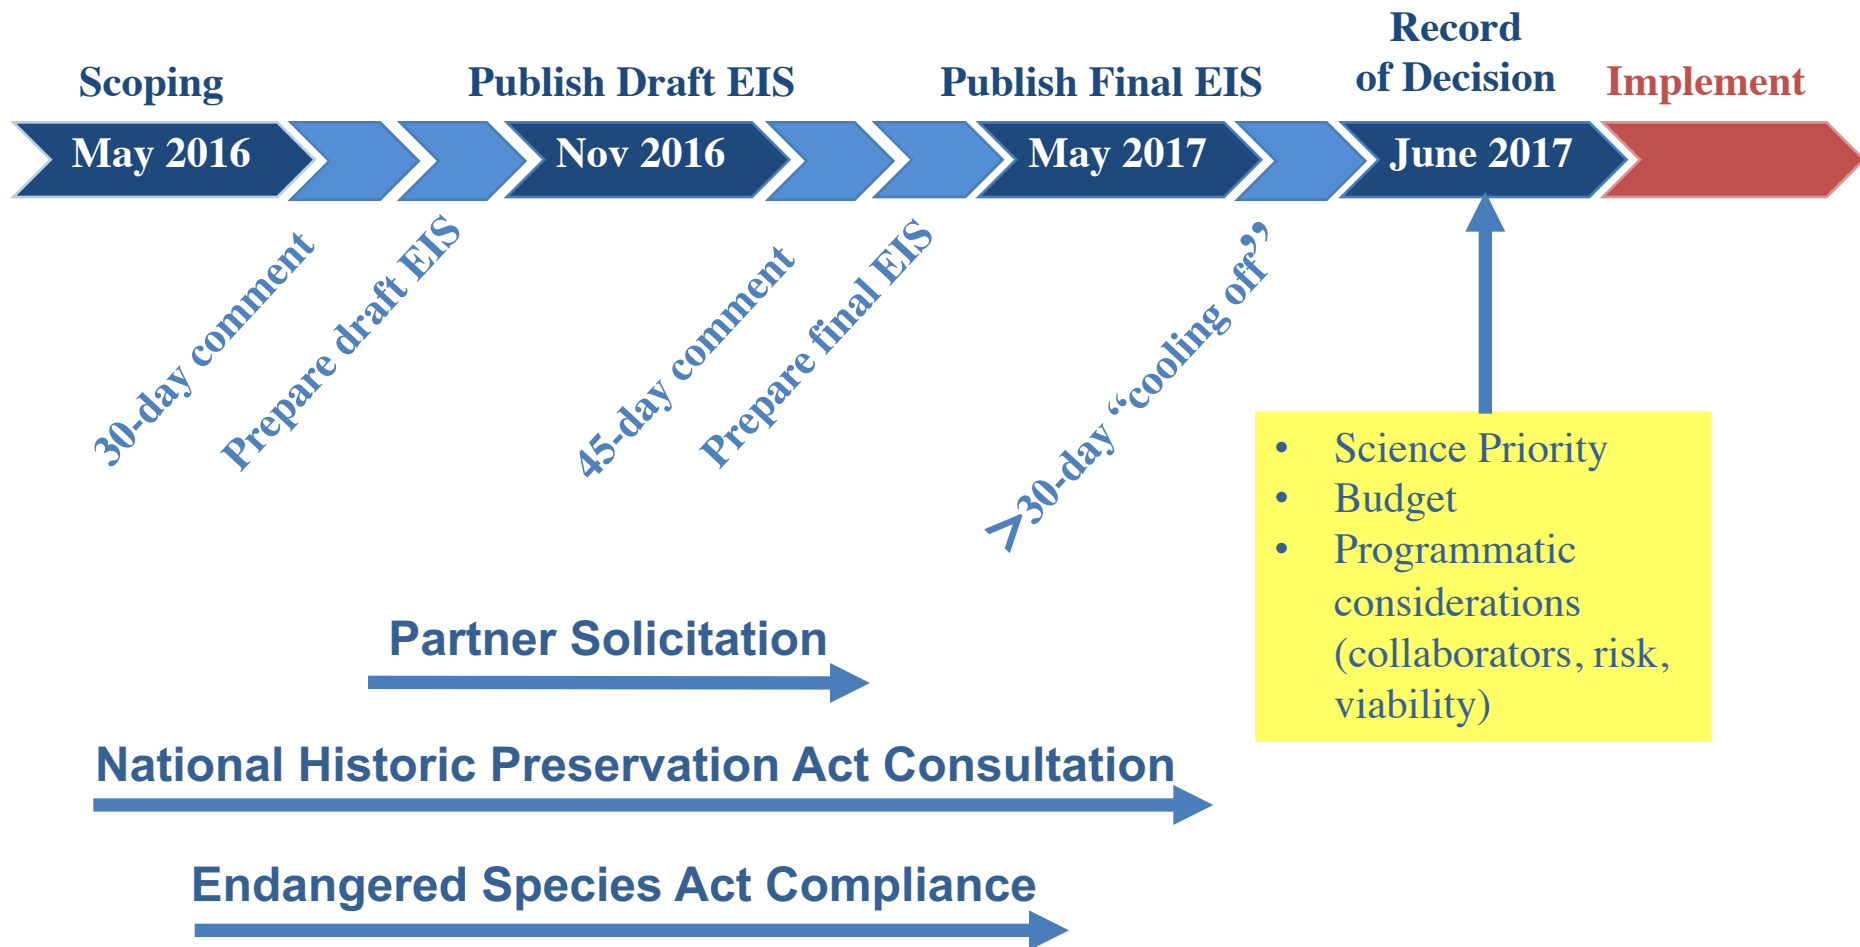 Scoping
Publish Draft EIS
Publish Final EIS
Record
of Decision
Implement
May 2016
Nov 2016
May 2017
June 2017
30-day comment
Prepare draft EIS
45-day comment
Prepare final EIS
>30-day “cooling off”
• Science Priority
• Budget
• Programmatic
considerations
(collaborators, risk,
viability)
Partner Solicitation
National Historic Preservation Act Consultation
Endangered Species Act Compliance